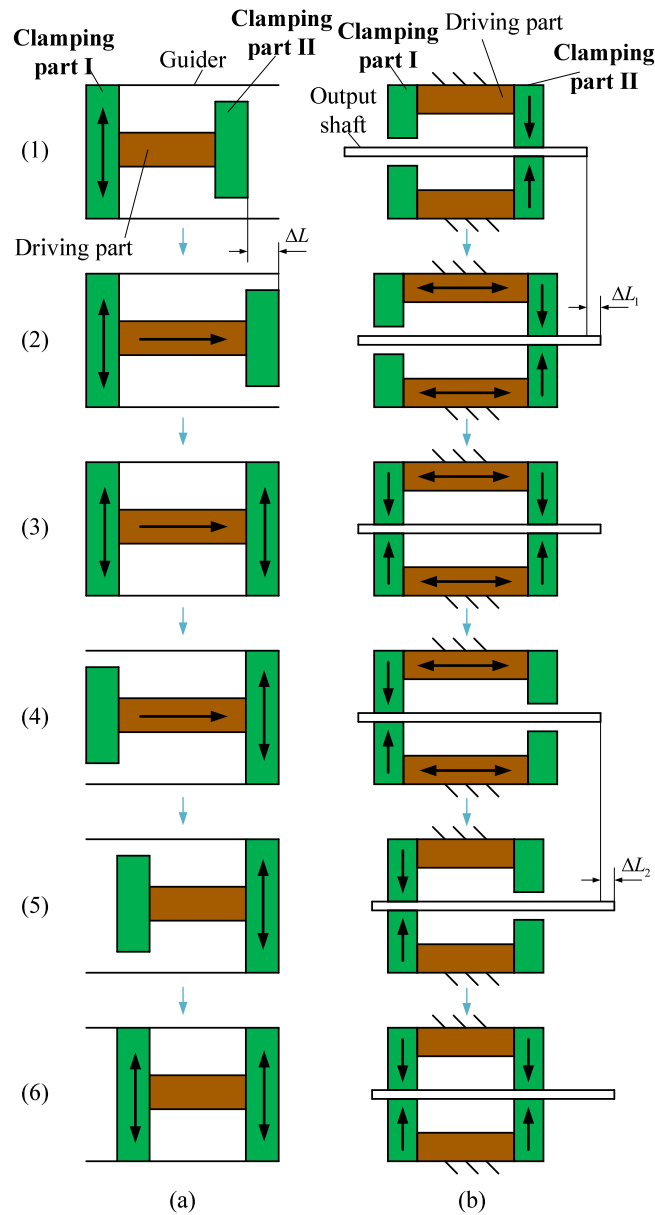 Clamping
part I
Guider
Clamping
part II
(1)
Driving part
ΔL
(2)
(3)
(4)
(5)
(6)
(a)
Clamping
part I
Driving part
Clamping
part II
Output
shaft
ΔL₁
ΔL₂
(b)